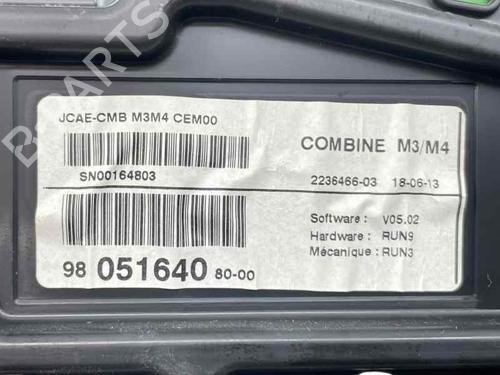 B PARTS
JCAE-CMB M3M4 CEM00
SN00164803
98 051640 80-00
COMBINE M3/M4
2236466-03 18-06-13
Software : V05.02
Hardware : RUN9
Mécanique : RUN3